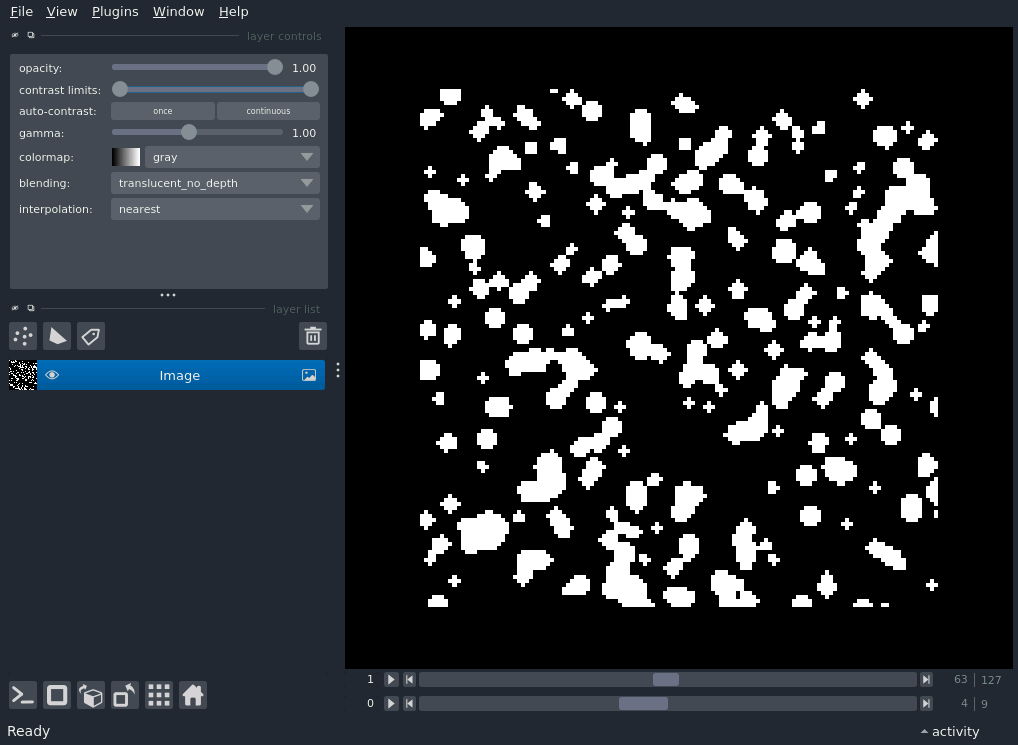 File View Plugins Window Help
layer controls
opacity: 1.00
contrast limits:
auto-contrast: once continuous
gamma: 1.00
colormap: gray
blending: translucent_no_depth
interpolation: nearest
layer list
Image
1 63 127
0 4 9
Ready activity